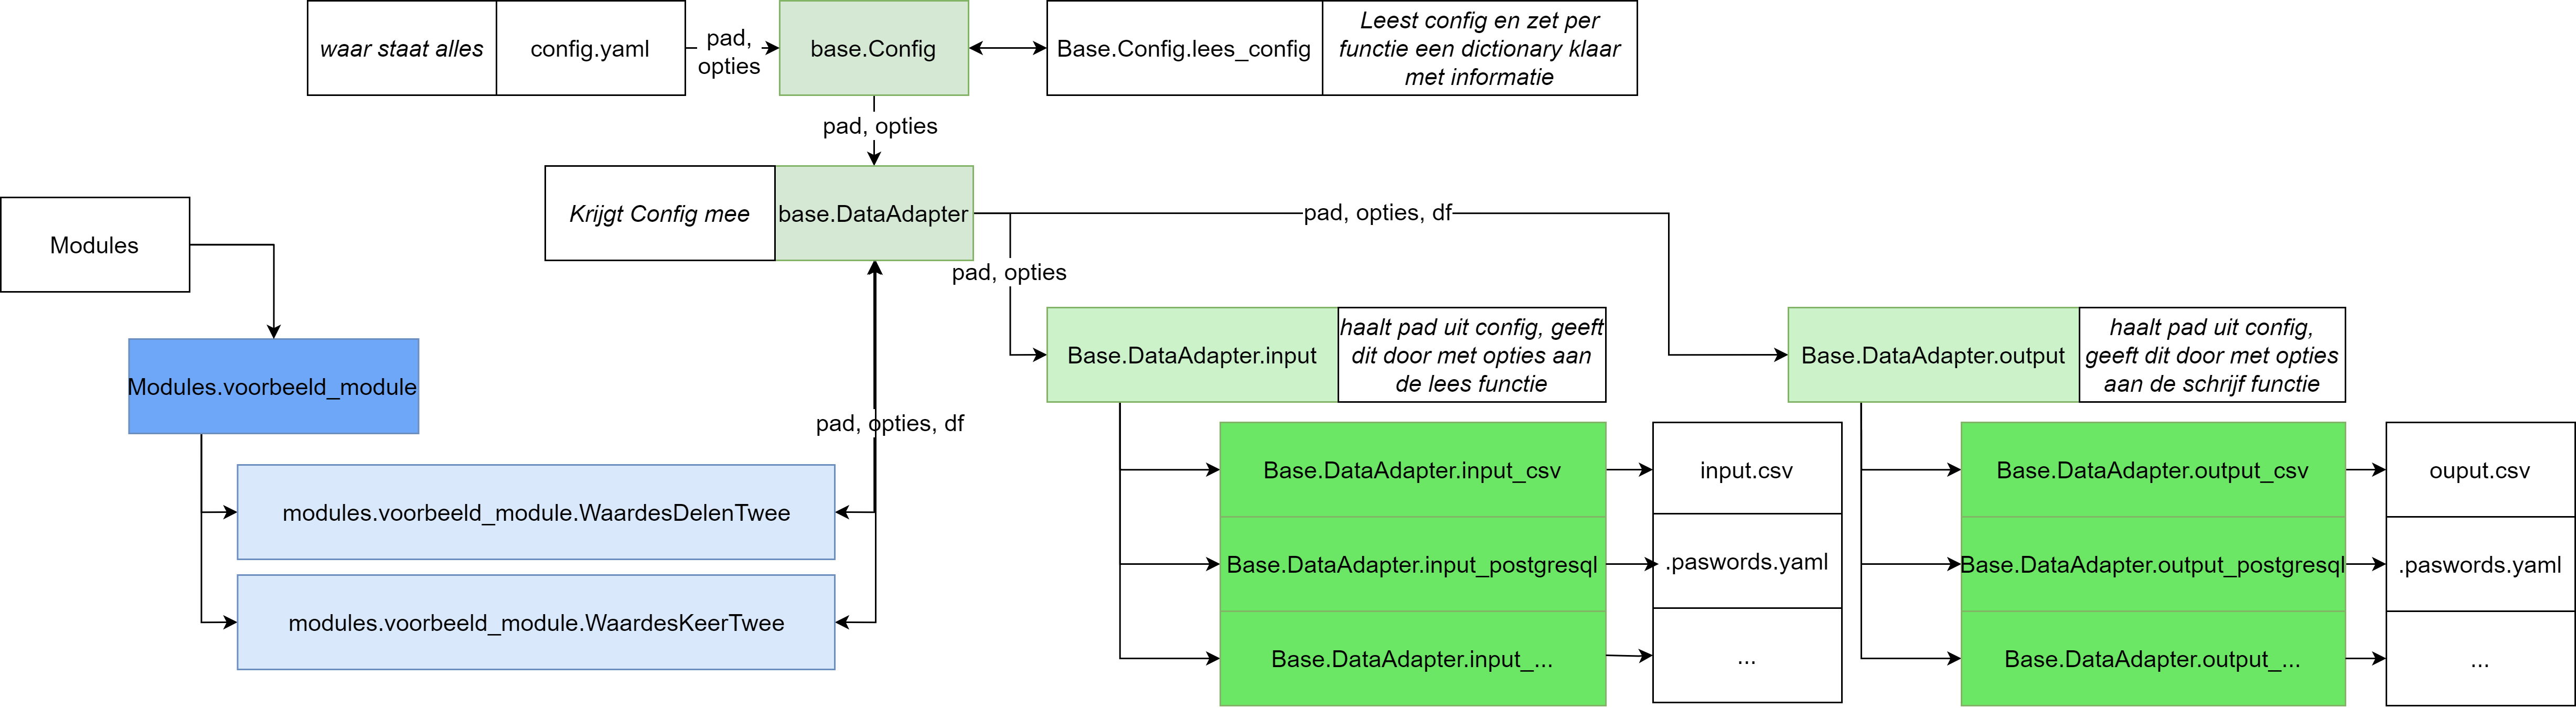 waar staat alles
config.yaml
pad,
opties
base.Config
Base.Config.lees_config
Leest config en zet per
functie een dictionary klaar
met informatie
pad, opties
Modules
Krijgt Config mee
base.DataAdapter
pad, opties, df
pad, opties
Modules.voorbeeld_module
Base.DataAdapter.input
haalt pad uit config, geeft
dit door met opties aan
de lees functie
Base.DataAdapter.output
haalt pad uit config,
geeft dit door met opties
aan de schrijf functie
pad, opties, df
modules.voorbeeld_module.WaardesDelenTwee
modules.voorbeeld_module.WaardesKeerTwee
Base.DataAdapter.input_csv
input.csv
Base.DataAdapter.input_postgresql
.paswords.yaml
Base.DataAdapter.input_...
...
Base.DataAdapter.output_csv
ouput.csv
Base.DataAdapter.output_postgresql
.paswords.yaml
Base.DataAdapter.output_...
...